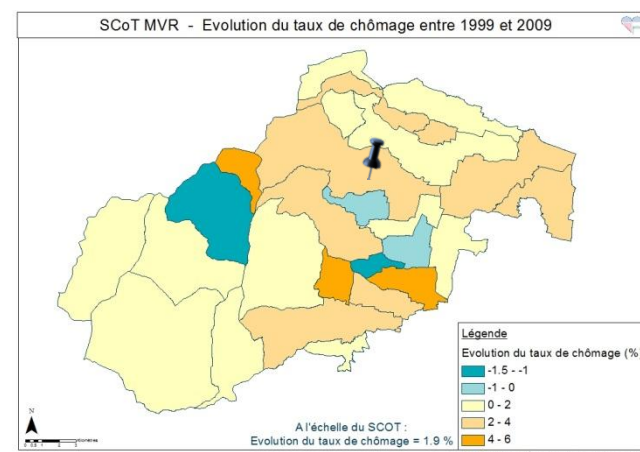 SCoT MVR - Evolution du taux de chômage entre 1999 et 2009
Légende
Evolution du taux de chômage (%)
-1.5 - -1
-1 - 0
0 - 2
2 - 4
4 - 6
N
A l'échelle du SCOT :
Evolution du taux de chômage = 1.9 %